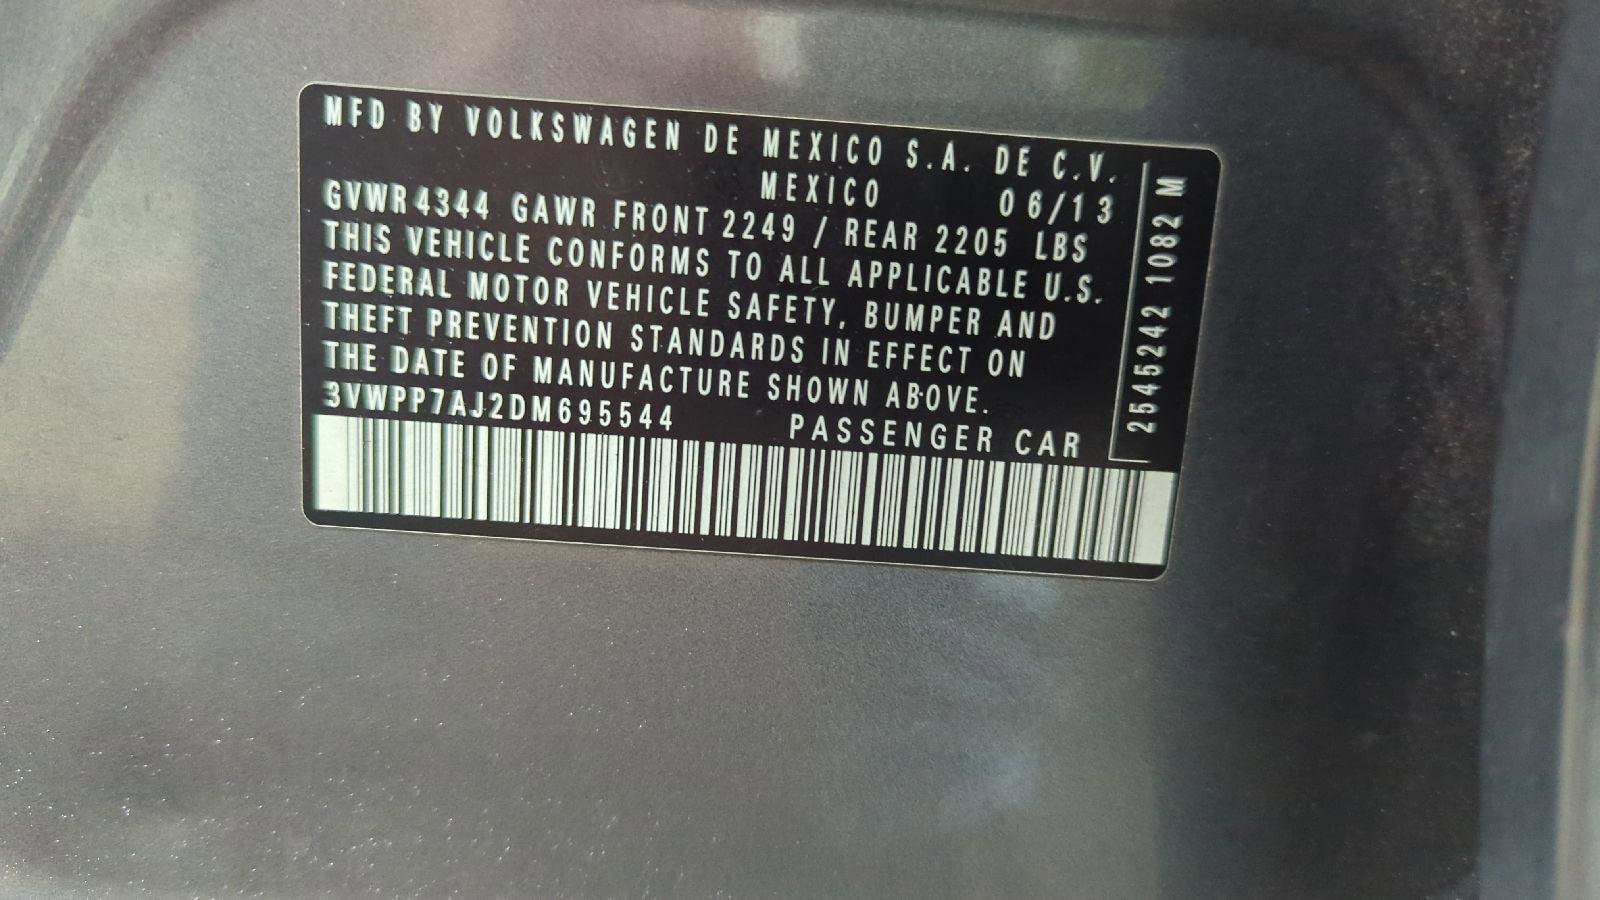 MFD BY VOLKSWAGEN DE MEXICO S.A. DE C.V.
MEXICO 06/13
GVWR 4344 GAWR FRONT 2249 / REAR 2205 LBS
THIS VEHICLE CONFORMS TO ALL APPLICABLE U.S.
FEDERAL MOTOR VEHICLE SAFETY, BUMPER AND
THEFT PREVENTION STANDARDS IN EFFECT ON
THE DATE OF MANUFACTURE SHOWN ABOVE.
3VWPP7AJ2DM695544 PASSENGER CAR
2545242 1082 M